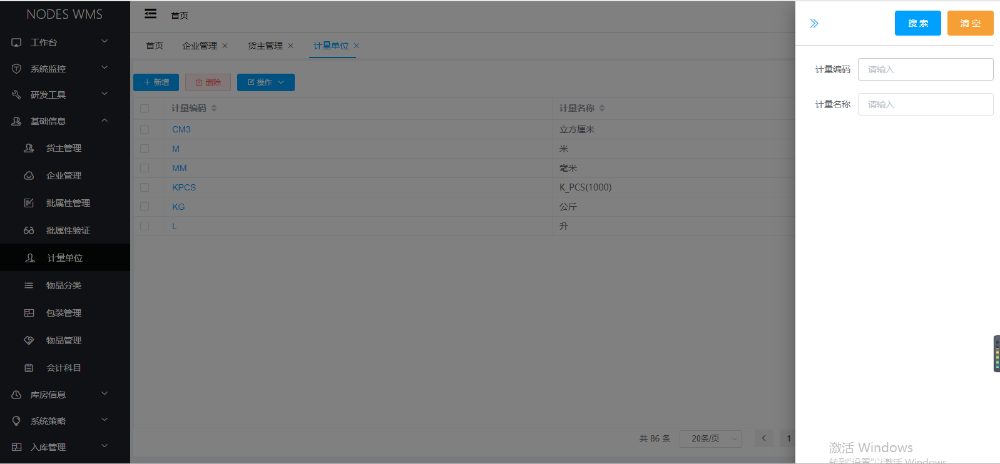 NODES WMS
工作台
系统监控
研发工具
基础信息
货主管理
企业管理
批属性管理
批属性验证
计量单位
物品分类
包装管理
物品管理
会计科目
库房信息
系统策略
入库管理
首页
首页 企业管理 货主管理 计量单位
新增 删除 操作
计量编码 计量名称
CM3 立方厘米
M 米
MM 毫米
KPCS K_PCS(1000)
KG 公斤
L 升
共 86 条 20条/页 1
搜 索 清 空
计量编码 请输入
计量名称 请输入
激活 Windows
转到"设置"以激活 Windows